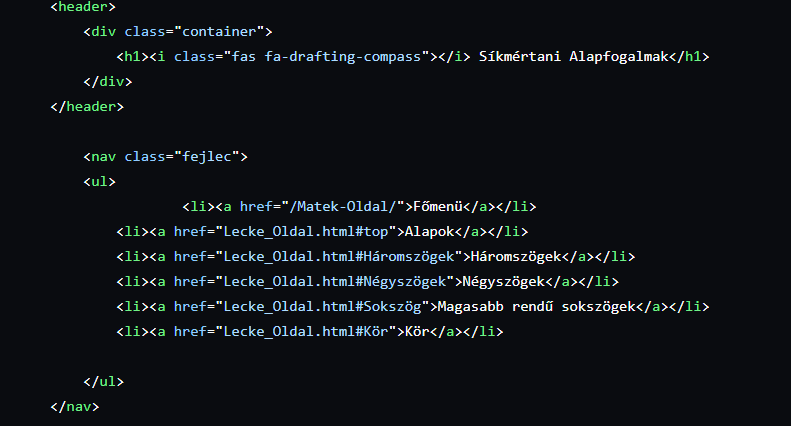 <header>
<div class="container">
<h1><i class="fas fa-drafting-compass"></i> Síkmértani Alapfogalmak</h1>
</div>
</header>
<nav class="fejlec">
<ul>
<li><a href="/Matek-Oldal/">Főmenü</a></li>
<li><a href="Lecke_Oldal.html#top">Alapok</a></li>
<li><a href="Lecke_Oldal.html#Háromszögek">Háromszögek</a></li>
<li><a href="Lecke_Oldal.html#Négyszögek">Négyszögek</a></li>
<li><a href="Lecke_Oldal.html#Sokszög">Magasabb rendű sokszögek</a></li>
<li><a href="Lecke_Oldal.html#Kör">Kör</a></li>
</ul>
</nav>